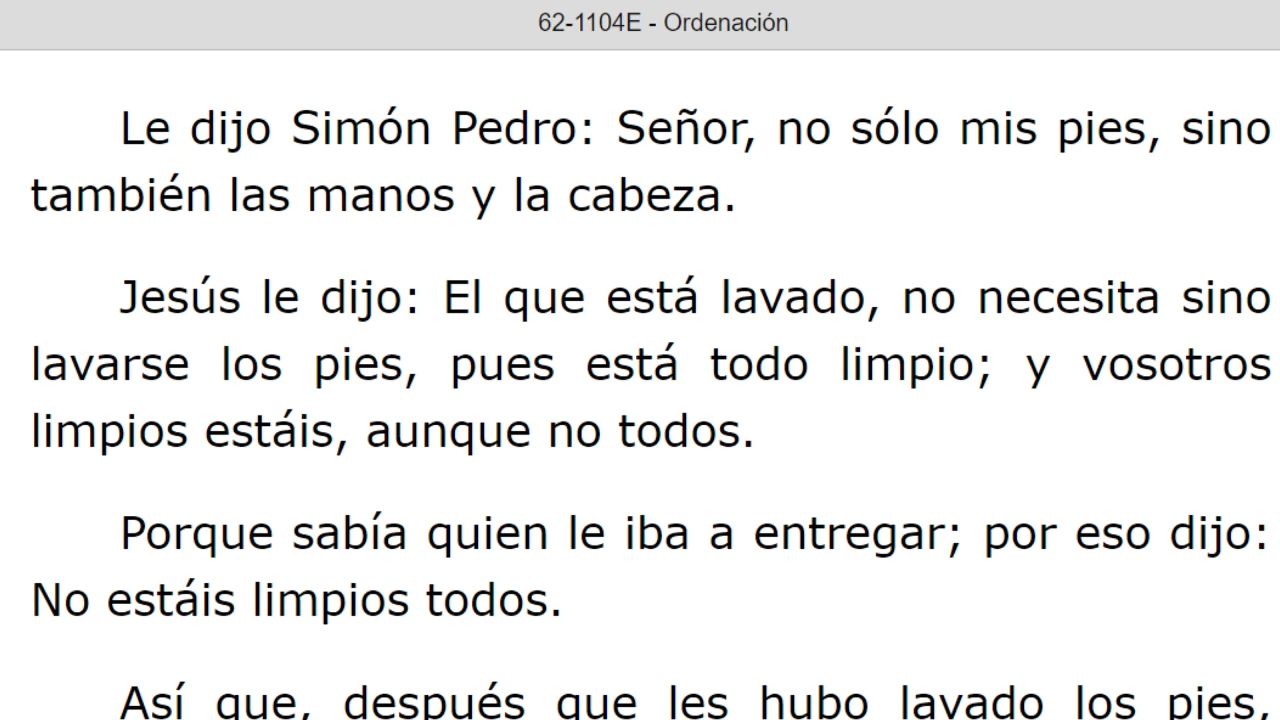 62-1104E - Ordenación
Le dijo Simón Pedro: Señor, no sólo mis pies, sino
también las manos y la cabeza.
Jesús le dijo: El que está lavado, no necesita sino
lavarse los pies, pues está todo limpio; y vosotros
limpios estáis, aunque no todos.
Porque sabía quien le iba a entregar; por eso dijo:
No estáis limpios todos.
Así que, después que les hubo lavado los pies,